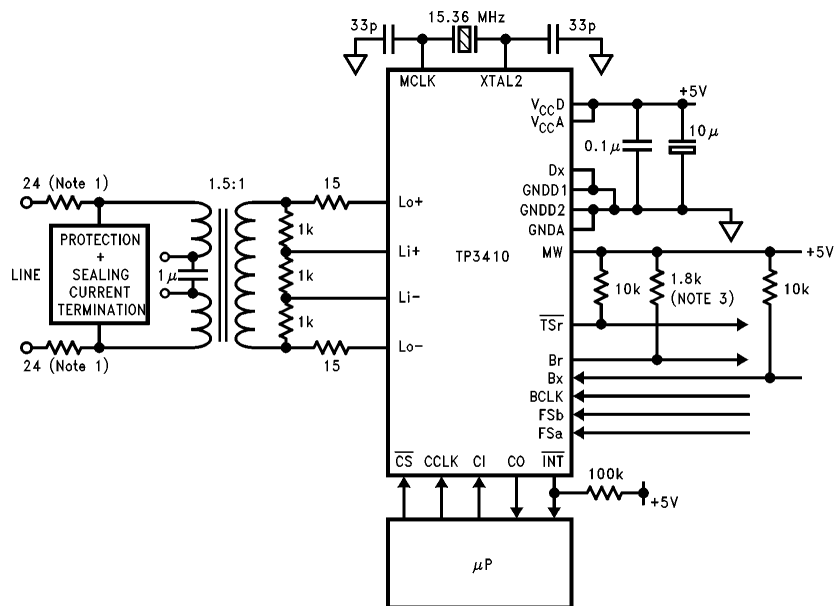 33p
15.36 MHz
33p
MCLK
XTAL2
VCCD
+5V
VCCA
0.1μ
10μ
24 (Note 1)
1.5:1
15
Dx
GNDD1
Lo+
GNDD2
GNDA
1k
PROTECTION
+
SEALING
CURRENT
TERMINATION
LINE
1μ
Li+
TP3410
MW
+5V
1k
10k
1.8k
(NOTE 3)
10k
Li-
1k
TSr
Lo-
24 (Note 1)
15
Br
Bx
BCLK
FSb
FSa
CS
CCLK
CI
CO
INT
100k
+5V
μP